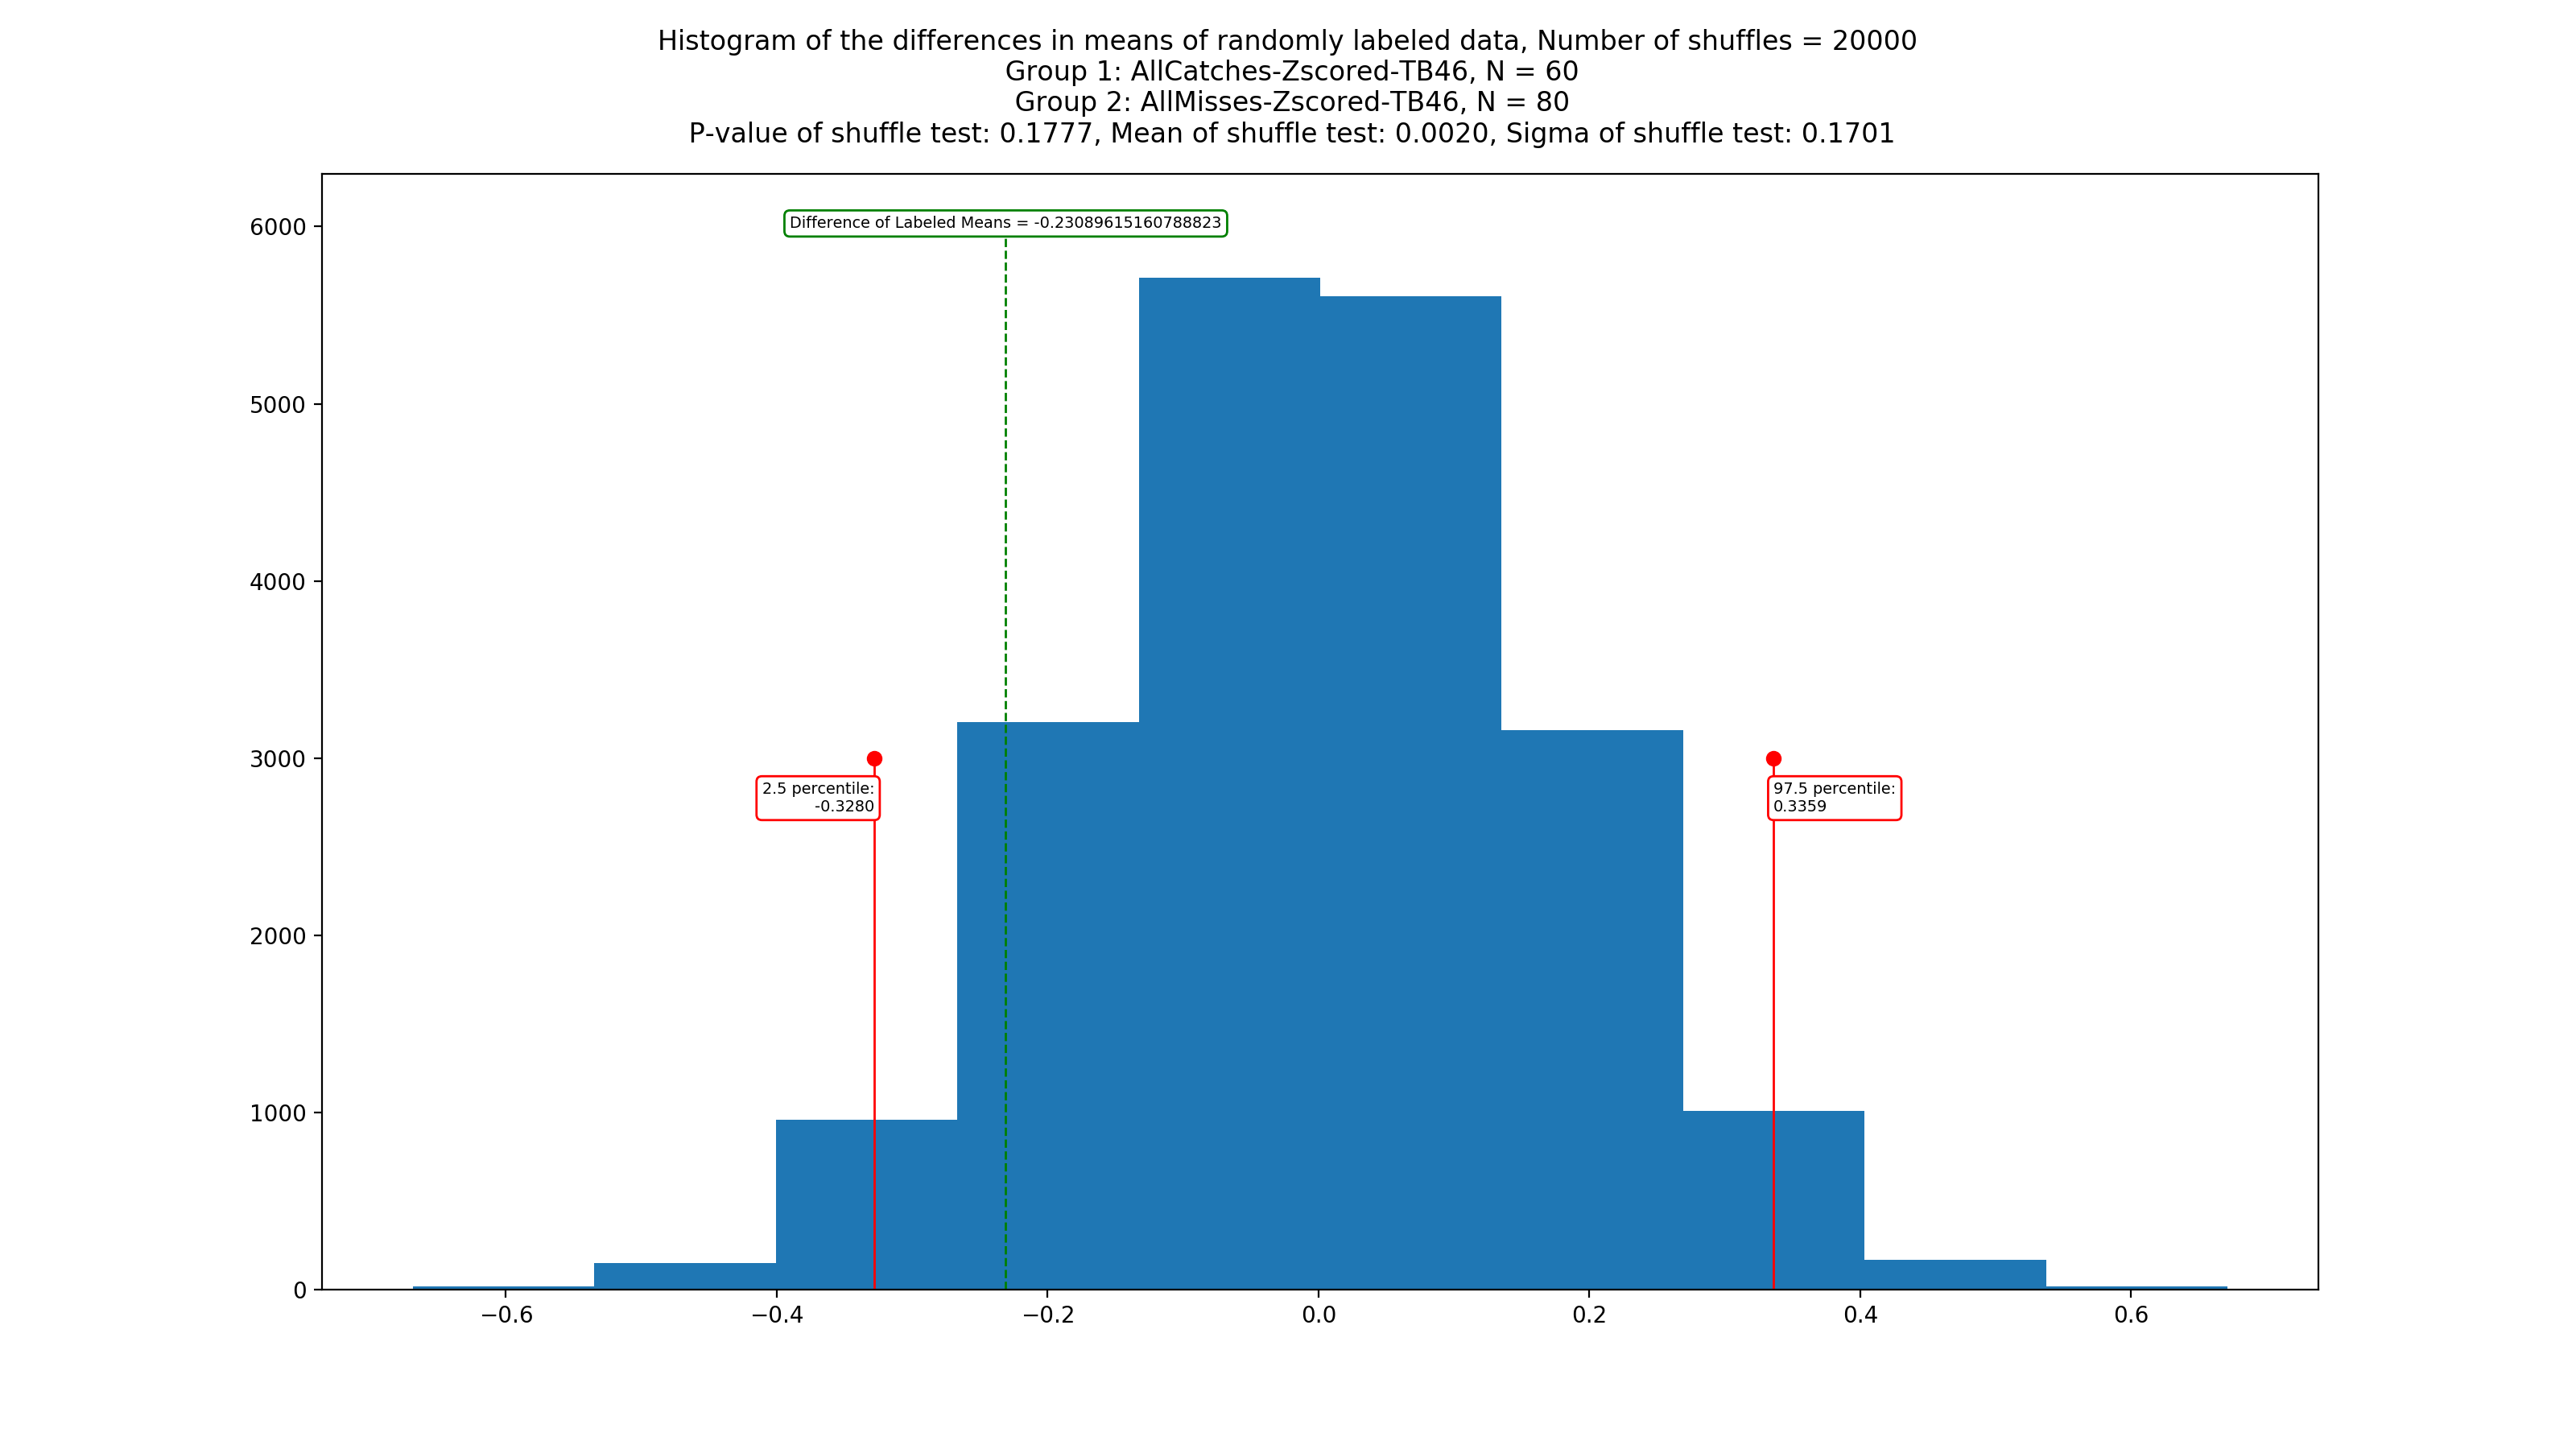 Histogram of the differences in means of randomly labeled data, Number of shuffles = 20000
Group 1: AllCatches-Zscored-TB46, N = 60
Group 2: AllMisses-Zscored-TB46, N = 80
P-value of shuffle test: 0.1777, Mean of shuffle test: 0.0020, Sigma of shuffle test: 0.1701
Difference of Labeled Means = -0.23089615160788823
6000
5000
4000
3000
2000
1000
0
2.5 percentile:
-0.3280
97.5 percentile:
0.3359
−0.6 −0.4 −0.2 0.0 0.2 0.4 0.6